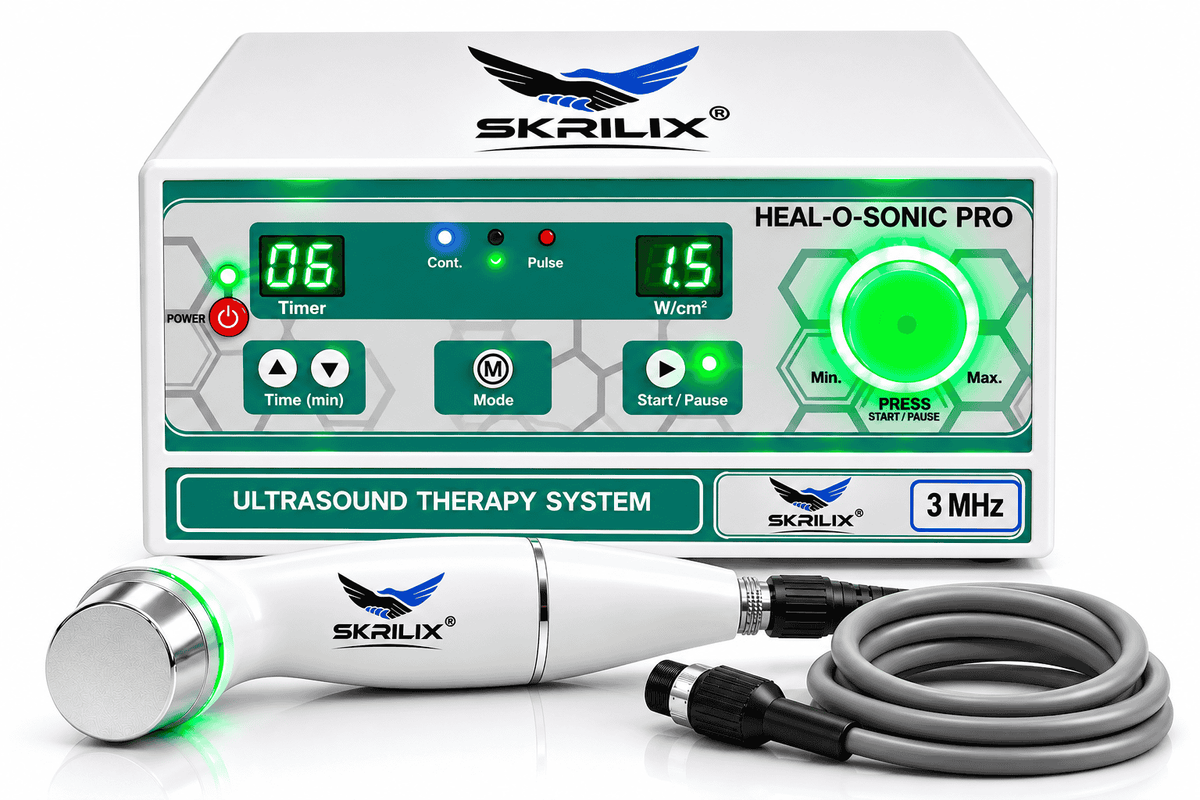 SKRILIX®
HEAL-O-SONIC PRO
06
Timer
Cont.
Pulse
1.5
W/cm²
POWER
Time (min)
M
Mode
Start / Pause
Min.
Max.
PRESS
START / PAUSE
ULTRASOUND THERAPY SYSTEM
SKRILIX®
3 MHz
SKRILIX®